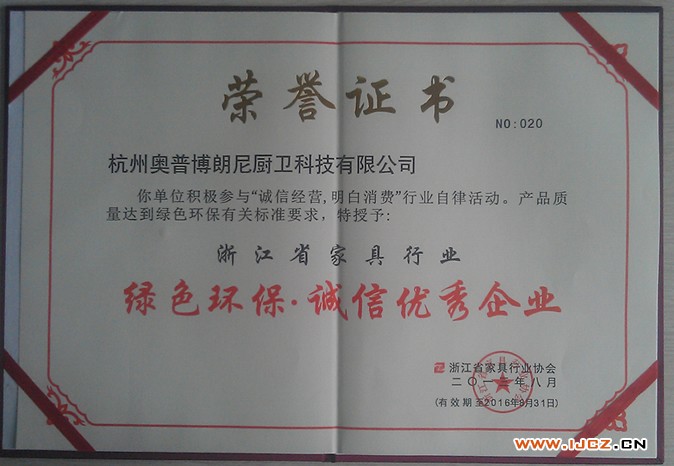 荣誉证书
NO:020
杭州奥普博朗尼厨卫科技有限公司
你单位积极参与“诚信经营,明白消费”行业自律活动。产品质
量达到绿色环保有关标准要求，特授予:
浙江省家具行业
绿色环保·诚信优秀企业
浙江省家具行业协会
二〇一三年八月
(有效期至2016年8月31日)
www.IJCZ.CN